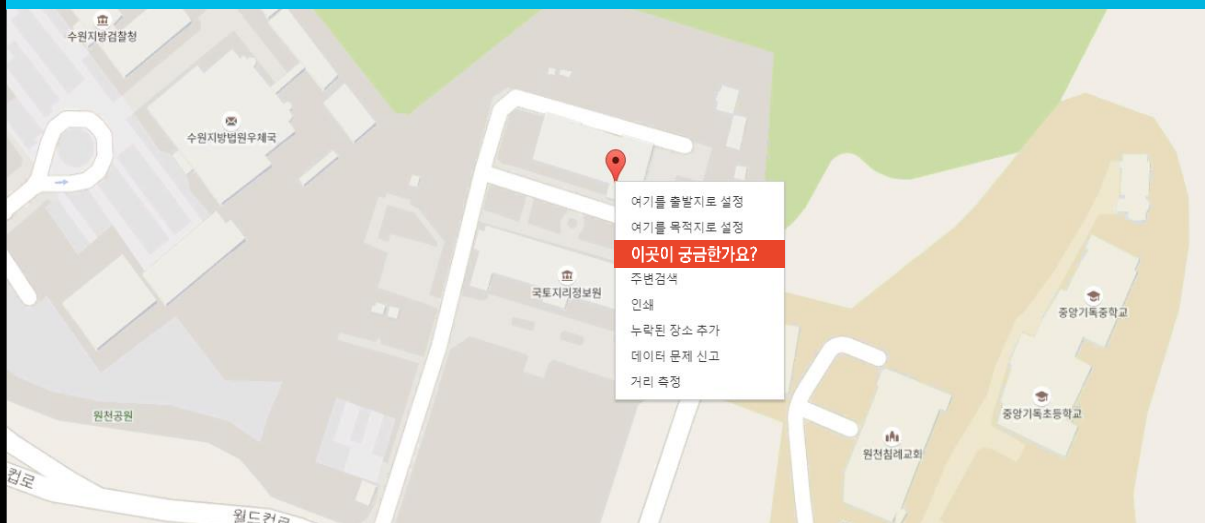 수원지방검찰청
수원지방법원우체국
여기를 출발지로 설정
여기를 목적지로 설정
이곳이 궁금한가요?
주변검색
인쇄
누락된 장소 추가
데이터 문제 신고
거리 측정
국토지리정보원
중앙기독중학교
중앙기독초등학교
원천공원
원천침례교회
컵로
월드컵로